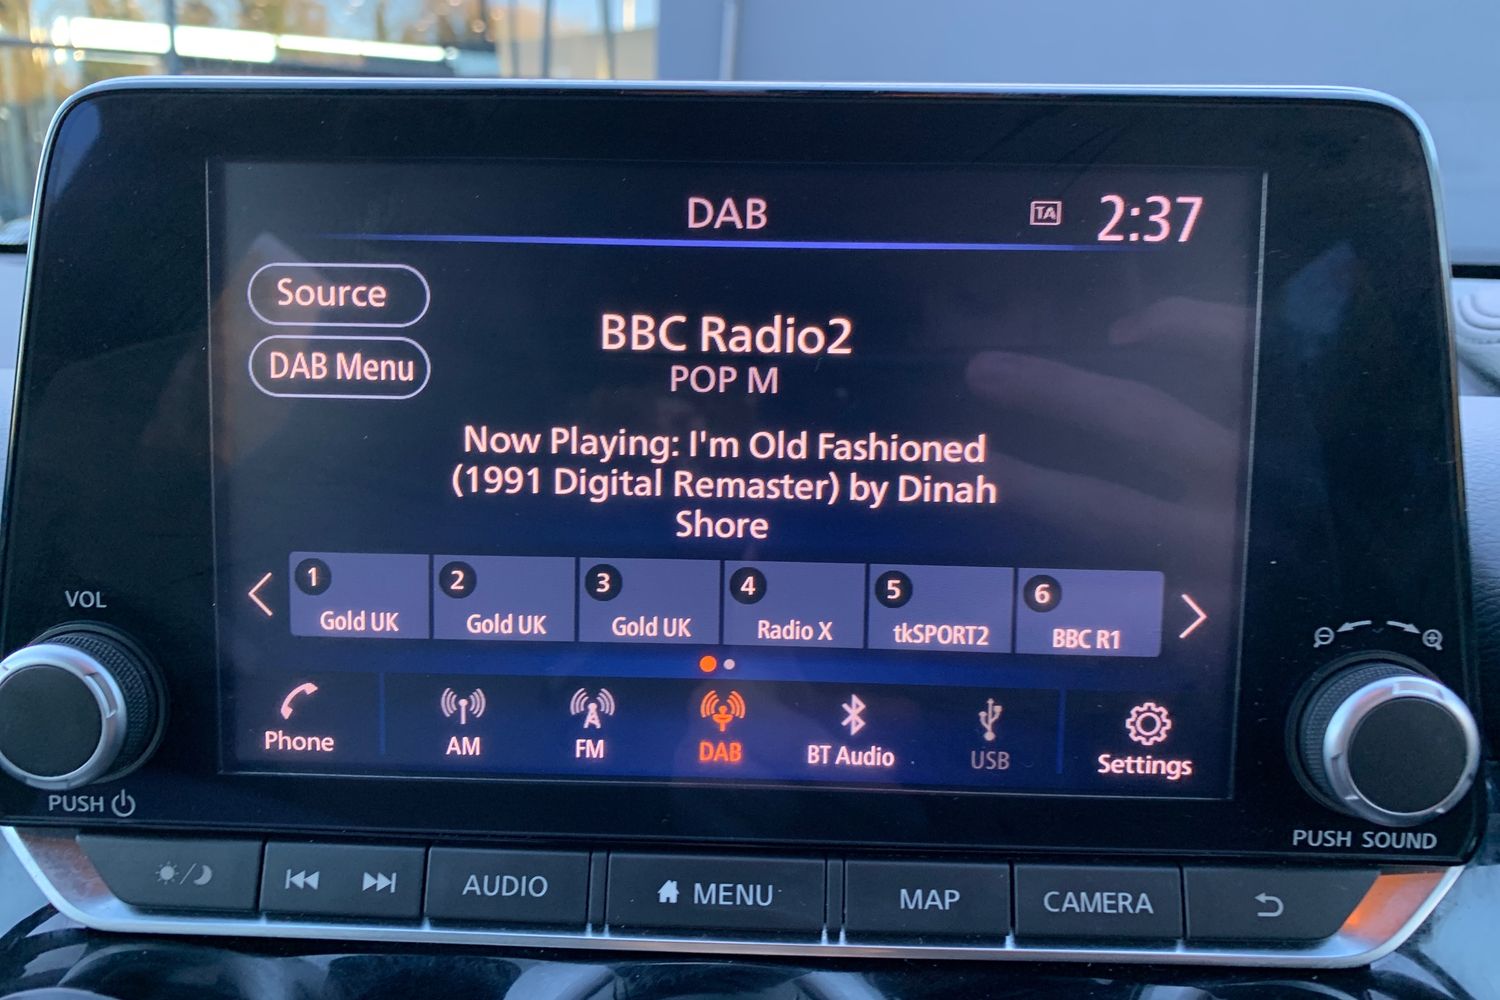 DAB
TA
2:37
Source
DAB Menu
BBC Radio2
POP M
Now Playing: I'm Old Fashioned
(1991 Digital Remaster) by Dinah
Shore
1 Gold UK
2 Gold UK
3 Gold UK
4 Radio X
5 tkSPORT2
6 BBC R1
Phone
AM
FM
DAB
BT Audio
USB
Settings
VOL
PUSH
PUSH SOUND
AUDIO
MENU
MAP
CAMERA